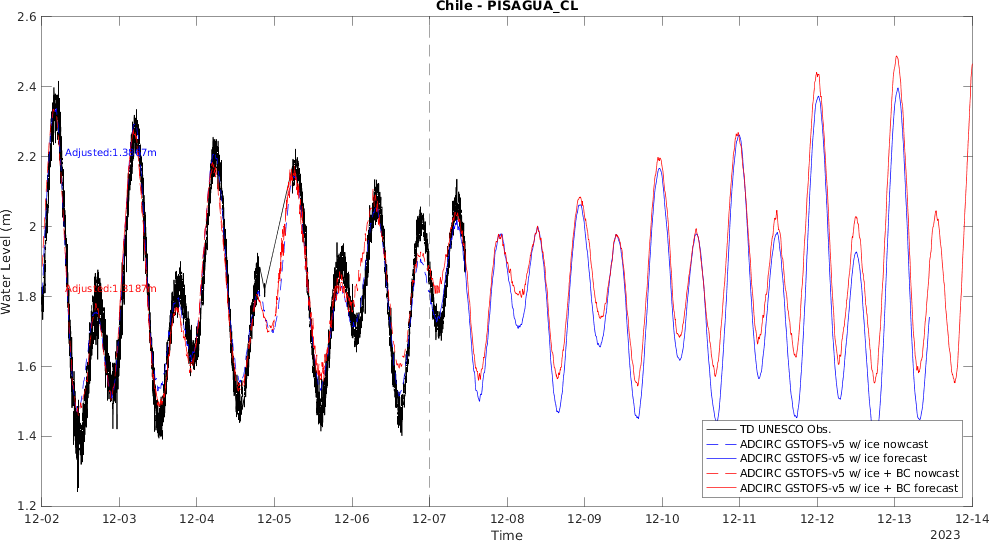 Chile - PISAGUA_CL
2.6
2.4
2.2
2
1.8
1.6
1.4
1.2
Water Level (m)
Adjusted:
Adjusted:
TD UNESCO Obs.
ADCIRC GSTOFS-v5 w/ ice nowcast
ADCIRC GSTOFS-v5 w/ ice forecast
ADCIRC GSTOFS-v5 w/ ice + BC nowcast
ADCIRC GSTOFS-v5 w/ ice + BC forecast
12-02 12-03 12-04 12-05 12-06 12-07 12-08 12-09 12-10 12-11 12-12 12-13 12-14
Time
2023